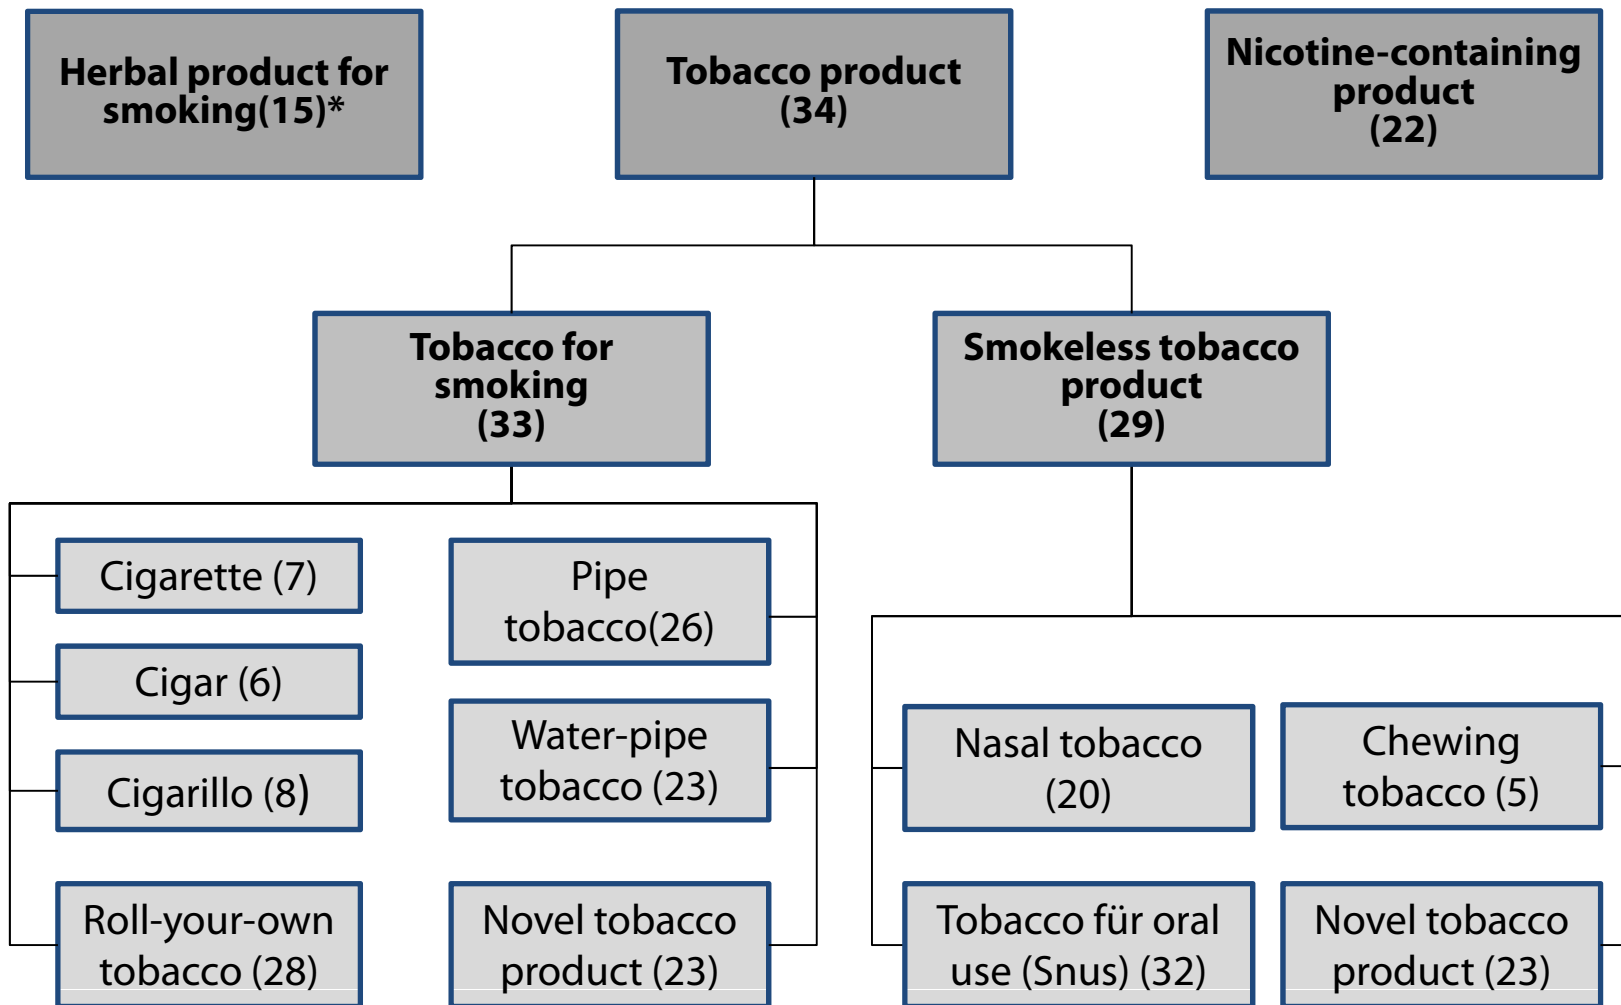 Herbal product for
smoking(15)*
Tobacco product
(34)
Nicotine-containing
product
(22)
Tobacco for
smoking
(33)
Smokeless tobacco
product
(29)
Cigarette (7)
Cigar (6)
Cigarillo (8)
Roll-your-own
tobacco (28)
Pipe
tobacco(26)
Water-pipe
tobacco (23)
Novel tobacco
product (23)
Nasal tobacco
(20)
Tobacco für oral
use (Snus) (32)
Chewing
tobacco (5)
Novel tobacco
product (23)